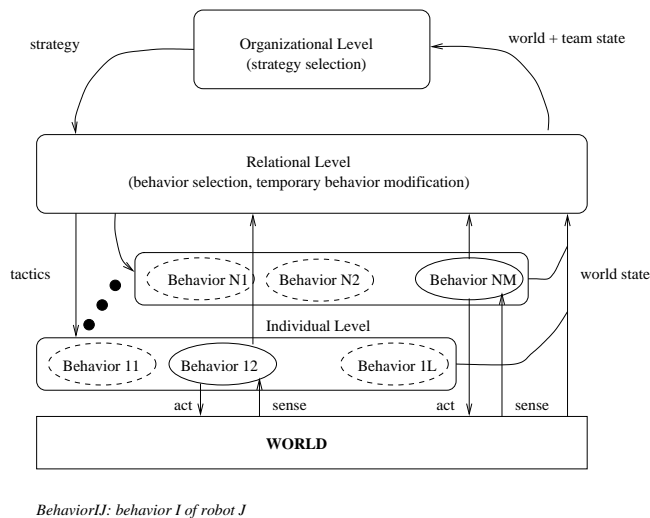 strategy
Organizational Level
(strategy selection)
world + team state
Relational Level
(behavior selection, temporary behavior modification)
tactics
Behavior N1
Behavior N2
Behavior NM
world state
Individual Level
Behavior 11
Behavior 12
Behavior 1L
act
sense
act
sense
WORLD
BehaviorIJ: behavior I of robot J